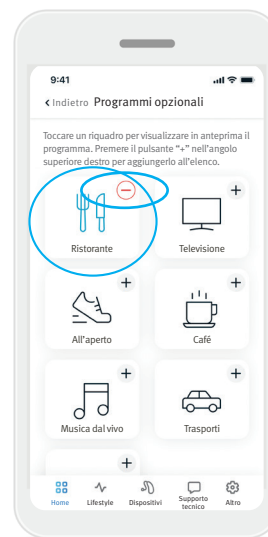 9:41
Indietro Programmi opzionali
Toccare un riquadro per visualizzare in anteprima il
programma. Premere il pulsante “+” nell’angolo
superiore destro per aggiungerlo all’elenco.
Ristorante
Televisione
All’aperto
Café
Musica dal vivo
Trasporti
Home
Lifestyle
Dispositivi
Supporto
tecnico
Altro